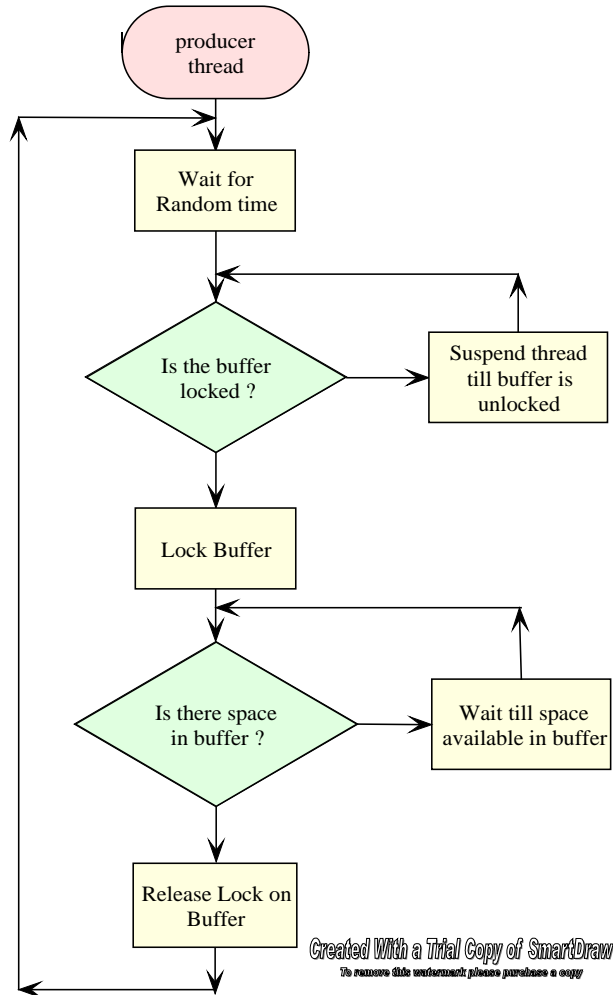 producer
thread
Wait for
Random time
Is the buffer
locked ?
Suspend thread
till buffer is
unlocked
Lock Buffer
Is there space
in buffer ?
Wait till space
available in buffer
Release Lock on
Buffer
Created With a Trial Copy of SmartDraw
To remove this watermark please purchase a copy